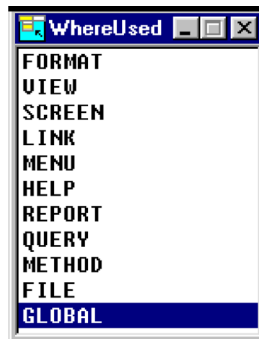 WhereUsed
FORMAT
VIEW
SCREEN
LINK
MENU
HELP
REPORT
QUERY
METHOD
FILE
GLOBAL